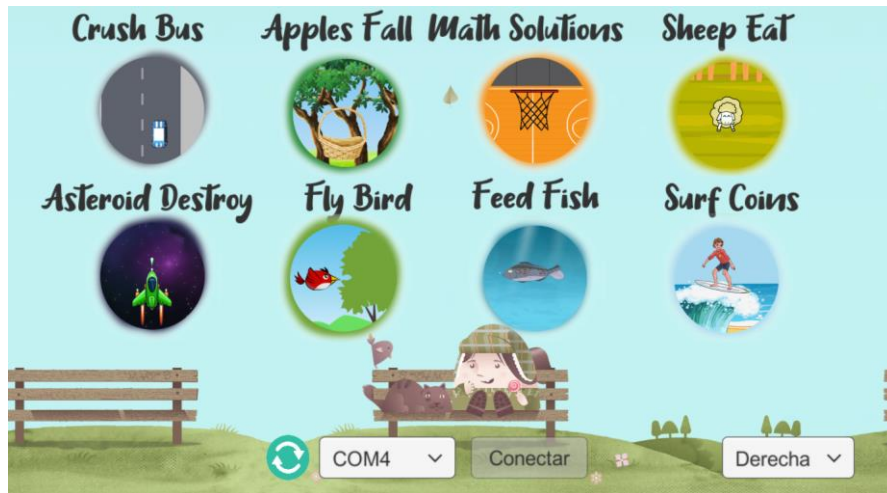 Crush Bus Apples Fall Math Solutions Sheep Eat
Asteroid Destroy Fly Bird Feed Fish Surf Coins
COM4 Conectar Derecha